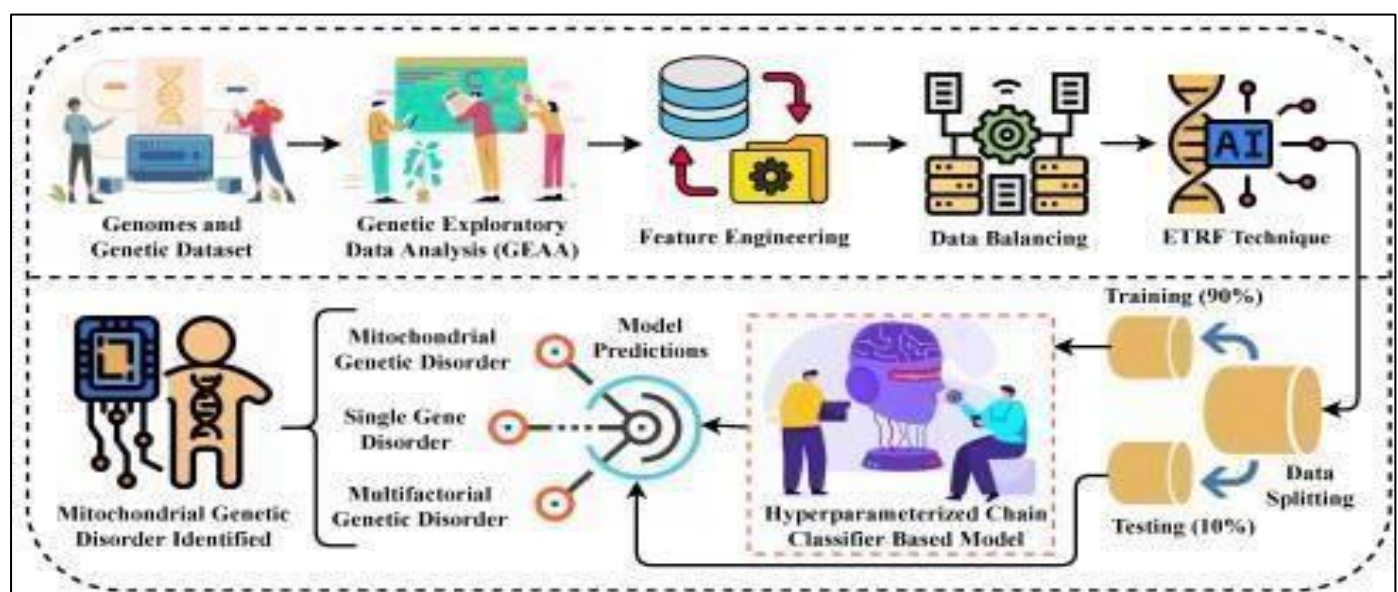 Genomes and
Genetic Dataset
Genetic Exploratory
Data Analysis (GEAA)
Feature Engineering
Data Balancing
AI
ETRF Technique
Training (90%)
Testing (10%)
Data
Splitting
Hyperparameterized Chain
Classifier Based Model
Model
Predictions
Mitochondrial
Genetic Disorder
Single Gene
Disorder
Multifactorial
Genetic Disorder
Mitochondrial Genetic
Disorder Identified